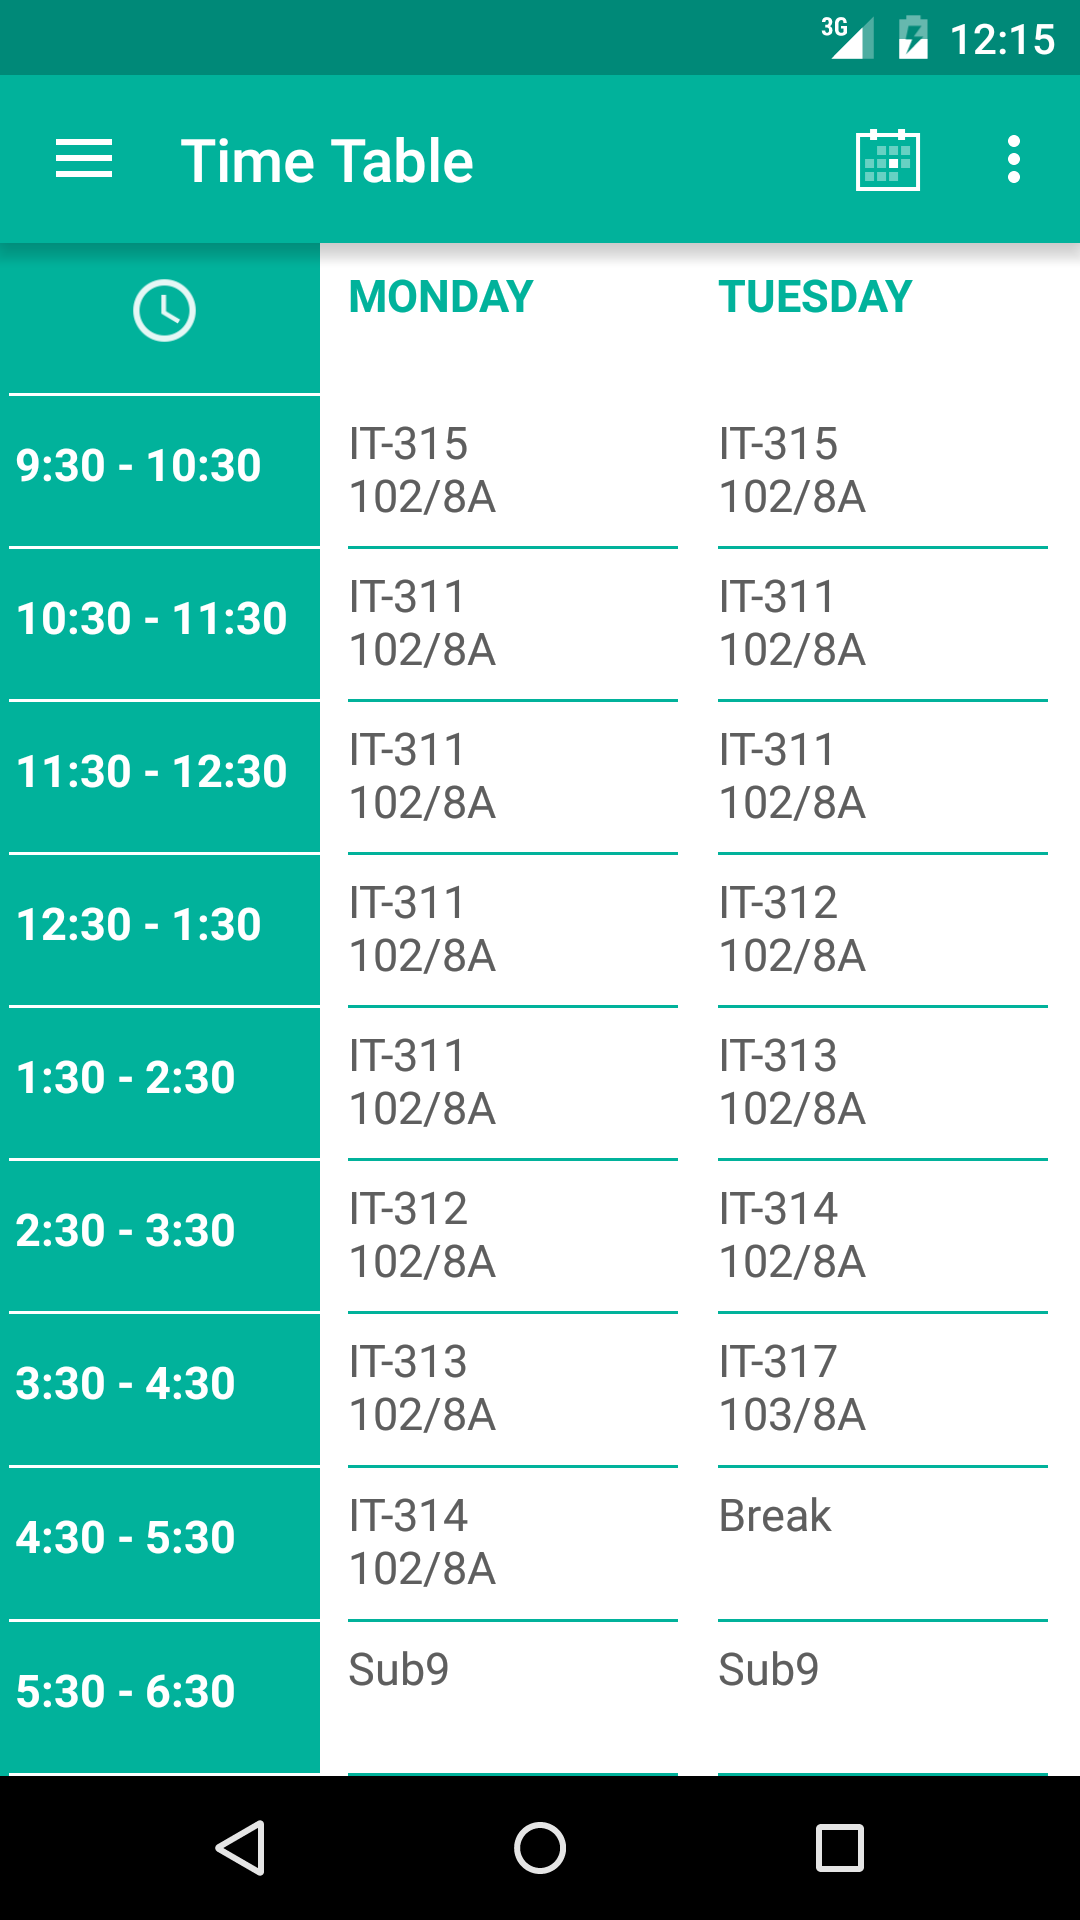 3G 12:15
Time Table
MONDAY TUESDAY
9:30 - 10:30 IT-315 IT-315
102/8A 102/8A
10:30 - 11:30 IT-311 IT-311
102/8A 102/8A
11:30 - 12:30 IT-311 IT-311
102/8A 102/8A
12:30 - 1:30 IT-311 IT-312
102/8A 102/8A
1:30 - 2:30 IT-311 IT-313
102/8A 102/8A
2:30 - 3:30 IT-312 IT-314
102/8A 102/8A
3:30 - 4:30 IT-313 IT-317
102/8A 103/8A
4:30 - 5:30 IT-314 Break
102/8A
5:30 - 6:30 Sub9 Sub9